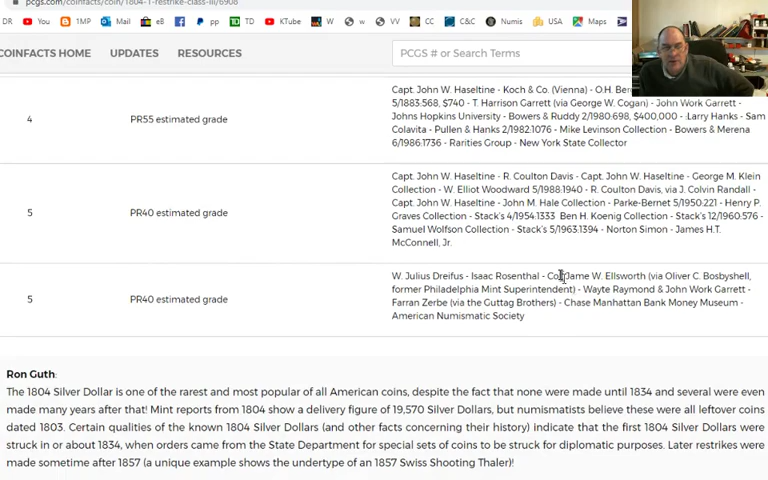 pcgs.com/coinfacts/coin/1804-1-restrike-class-iii/6908
DR You 1MP Mail eB P KTube W w VV CC C&C Numis USA Maps
COINFACTS UPDATES RESOURCES PCGS # or Search Terms
Capt. John W. Haseltine - Koch & Co. (Vienna) - O.H. Ber
5/1883:568, $740 - T. Harrison Garrett (via George W. Cogan) - John Work Garrett -
Johns Hopkins University - Bowers & Ruddy 2/1980:698, $400,000 - Larry Hanks - Sam
4 PR55 estimated grade
Colavita - Pullen & Hanks 2/1982:1076 - Mike Levinson Collection - Bowers & Merena
6/1986:1736 - Rarities Group - New York State Collector
Capt. John W. Haseltine - R. Coulton Davis - Capt. John W. Haseltine - George M. Klein
Collection - W. Elliot Woodward 5/1988:1940 - R. Coulton Davis, via J. Colvin Randall -
Capt. John W. Haseltine - John M. Hale Collection - Parke-Bernet 5/1950:221 - Henry P.
5 PR40 estimated grade
Graves Collection - Stack's 4/1954:1333 Ben H. Koenig Collection - Stack's 12/1960:576 -
Samuel Wolfson Collection - Stack's 5/1963:1394 - Norton Simon - James H.T.
McConnell, Jr.
W. Julius Dreifus - Isaac Rosenthal - Col. Jame W. Ellsworth (via Oliver C. Bosbyshell,
former Philadelphia Mint Superintendent) - Wayte Raymond & John Work Garrett -
5 PR40 estimated grade
Farran Zerbe (via the Guttag Brothers) - Chase Manhattan Bank Money Museum -
American Numismatic Society
Ron Guth:
The 1804 Silver Dollar is one of the rarest and most popular of all American coins, despite the fact that none were made until 1834 and several were even
made many years after that! Mint reports from 1804 show a delivery figure of 19,570 Silver Dollars, but numismatists believe these were all leftover coins
dated 1803. Certain qualities of the known 1804 Silver Dollars (and other facts concerning their history) indicate that the first 1804 Silver Dollars were
struck in or about 1834, when orders came from the State Department for special sets of coins to be struck for diplomatic purposes. Later restrikes were
made sometime after 1857 (a unique example shows the undertype of an 1857 Swiss Shooting Thaler)!